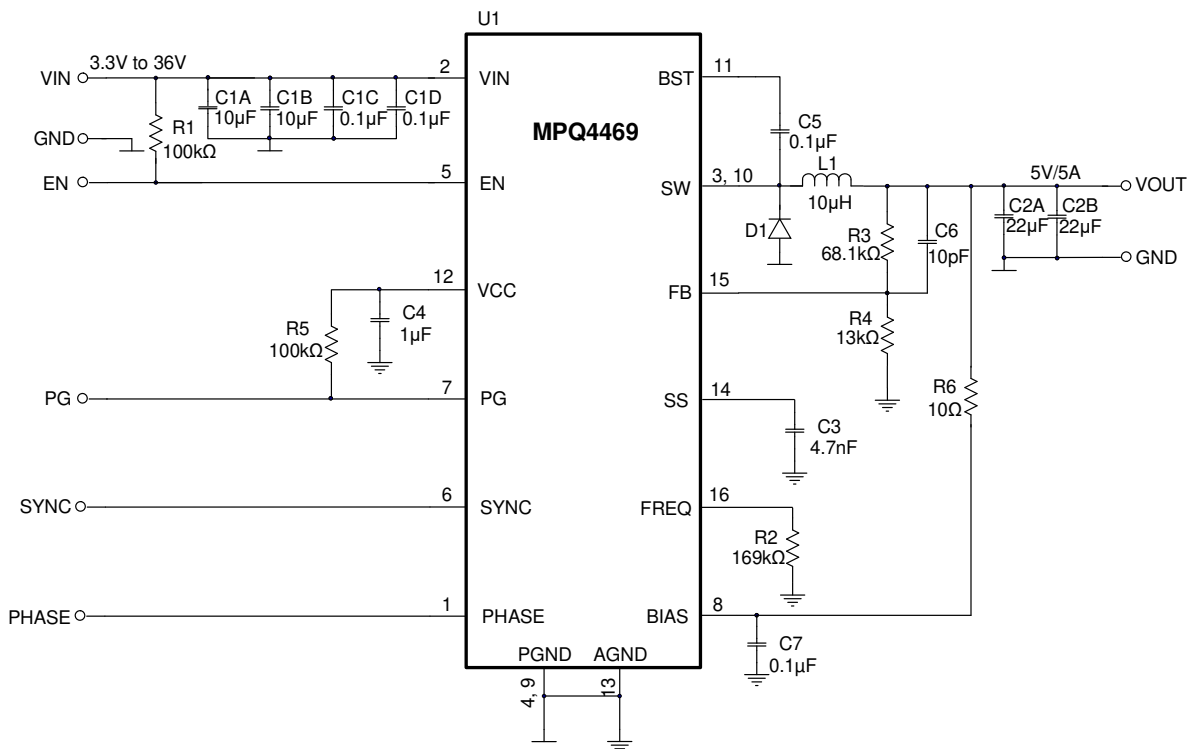 U1
3.3V to 36V
VIN
2
VIN
BST
11
C1A
10µF
C1B
10µF
C1C
0.1µF
C1D
0.1µF
R1
100kΩ
GND
MPQ4469
C5
0.1µF
L1
10µH
EN
5
EN
SW
3, 10
5V/5A
VOUT
D1
R3
68.1kΩ
C6
10pF
C2A
22µF
C2B
22µF
GND
12
VCC
FB
15
C4
1µF
R5
100kΩ
R4
13kΩ
PG
7
PG
SS
14
C3
4.7nF
R6
10Ω
SYNC
6
SYNC
FREQ
16
R2
169kΩ
PHASE
1
PHASE
BIAS
8
C7
0.1µF
PGND
AGND
4, 9
13